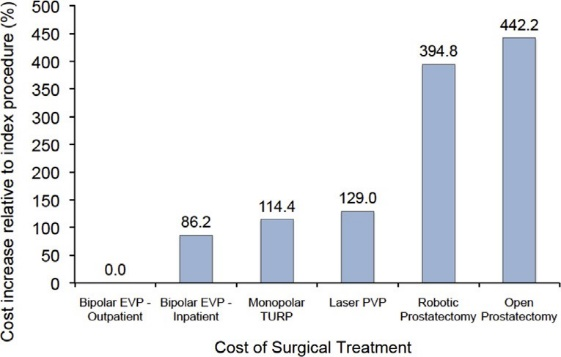 Cost increase relative to index procedure (%)
500
450
400
350
300
250
200
150
100
50
0
0.0
86.2
114.4
129.0
394.8
442.2
Bipolar EVP -
Outpatient
Bipolar EVP -
Inpatient
Monopolar
TURP
Laser PVP
Robotic
Prostatectomy
Open
Prostatectomy
Cost of Surgical Treatment